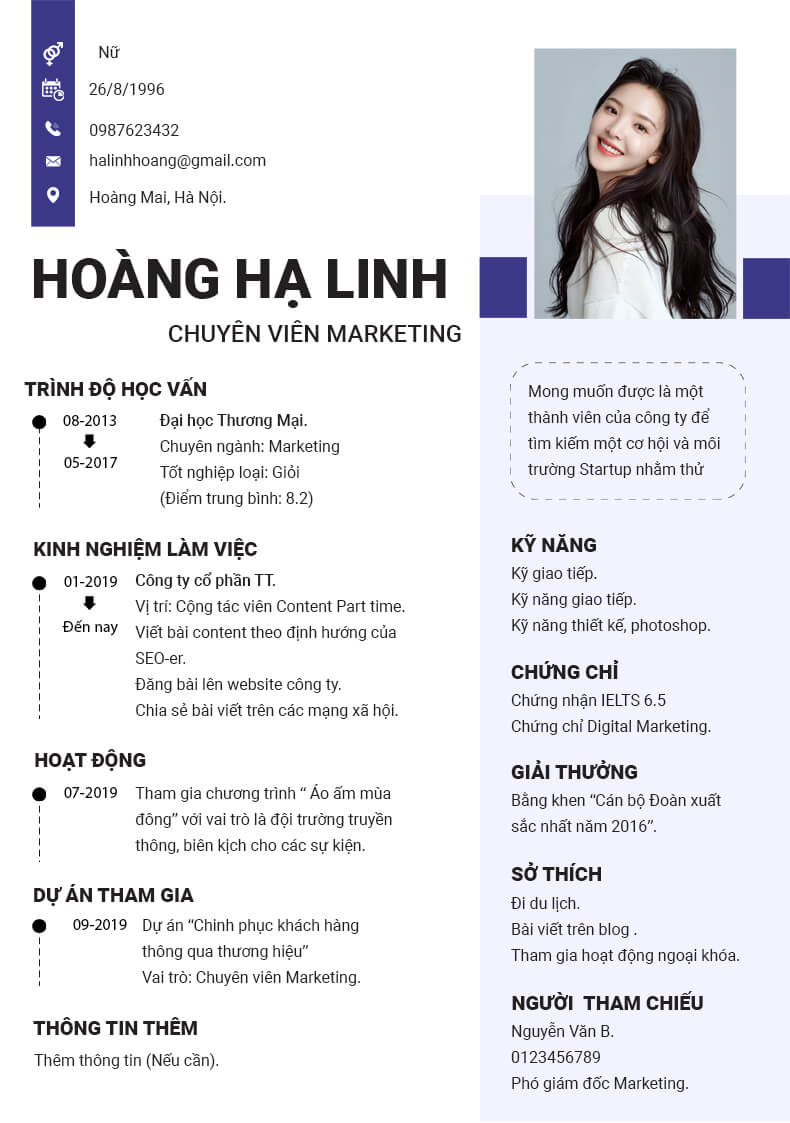 Nữ
26/8/1996
0987623432
halinhhoang@gmail.com
Hoàng Mai, Hà Nội.
HOÀNG HẠ LINH
CHUYÊN VIÊN MARKETING
TRÌNH ĐỘ HỌC VẤN
08-2013
05-2017
Đại học Thương Mại.
Chuyên ngành: Marketing
Tốt nghiệp loại: Giỏi
(Điểm trung bình: 8.2)
KINH NGHIỆM LÀM VIỆC
01-2019
Đến nay
Công ty cổ phần TT.
Vị trí: Cộng tác viên Content Part time.
Viết bài content theo định hướng của
SEO-er.
Đăng bài lên website công ty.
Chia sẻ bài viết trên các mạng xã hội.
HOẠT ĐỘNG
07-2019
Tham gia chương trình “ Áo ấm mùa
đông” với vai trò là đội trường truyền
thông, biên kịch cho các sự kiện.
DỰ ÁN THAM GIA
09-2019
Dự án “Chinh phục khách hàng
thông qua thương hiệu”
Vai trò: Chuyên viên Marketing.
THÔNG TIN THÊM
Thêm thông tin (Nếu cần).
Mong muốn được là một
thành viên của công ty để
tìm kiếm một cơ hội và môi
trường Startup nhằm thử
KỸ NĂNG
Kỹ giao tiếp.
Kỹ năng giao tiếp.
Kỹ năng thiết kế, photoshop.
CHỨNG CHỈ
Chứng nhận IELTS 6.5
Chứng chỉ Digital Marketing.
GIẢI THƯỞNG
Bằng khen “Cán bộ Đoàn xuất
sắc nhất năm 2016”.
SỞ THÍCH
Đi du lịch.
Bài viết trên blog .
Tham gia hoạt động ngoại khóa.
NGƯỜI THAM CHIẾU
Nguyễn Văn B.
0123456789
Phó giám đốc Marketing.